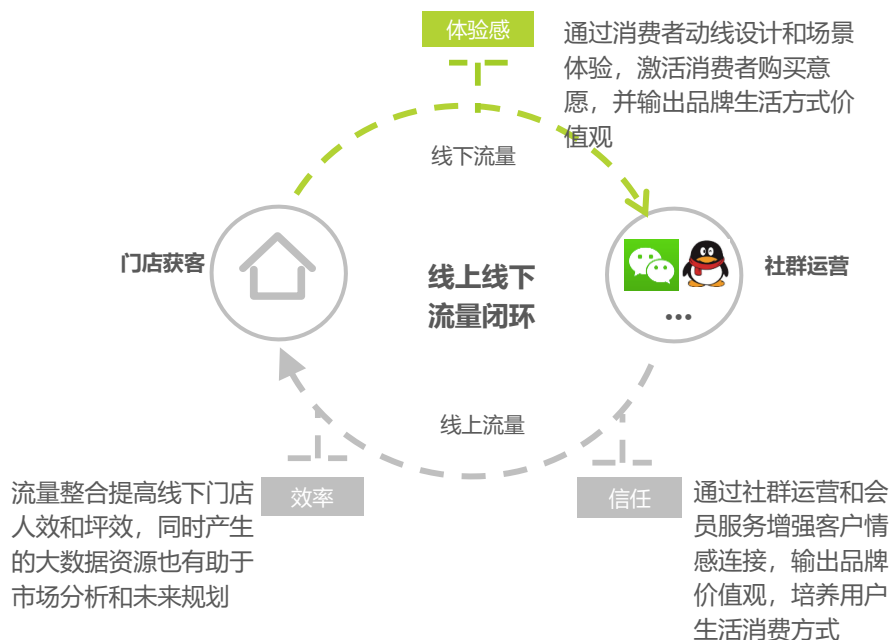 体验感
通过消费者动线设计和场景
体验，激活消费者购买意
愿，并输出品牌生活方式价
值观
线下流量
门店获客
线上线下
流量闭环
社群运营
...
线上流量
效率
信任
流量整合提高线下门店
人效和坪效，同时产生
的大数据资源也有助于
市场分析和未来规划
通过社群运营和会
员服务增强客户情
感连接，输出品牌
价值观，培养用户
生活消费方式